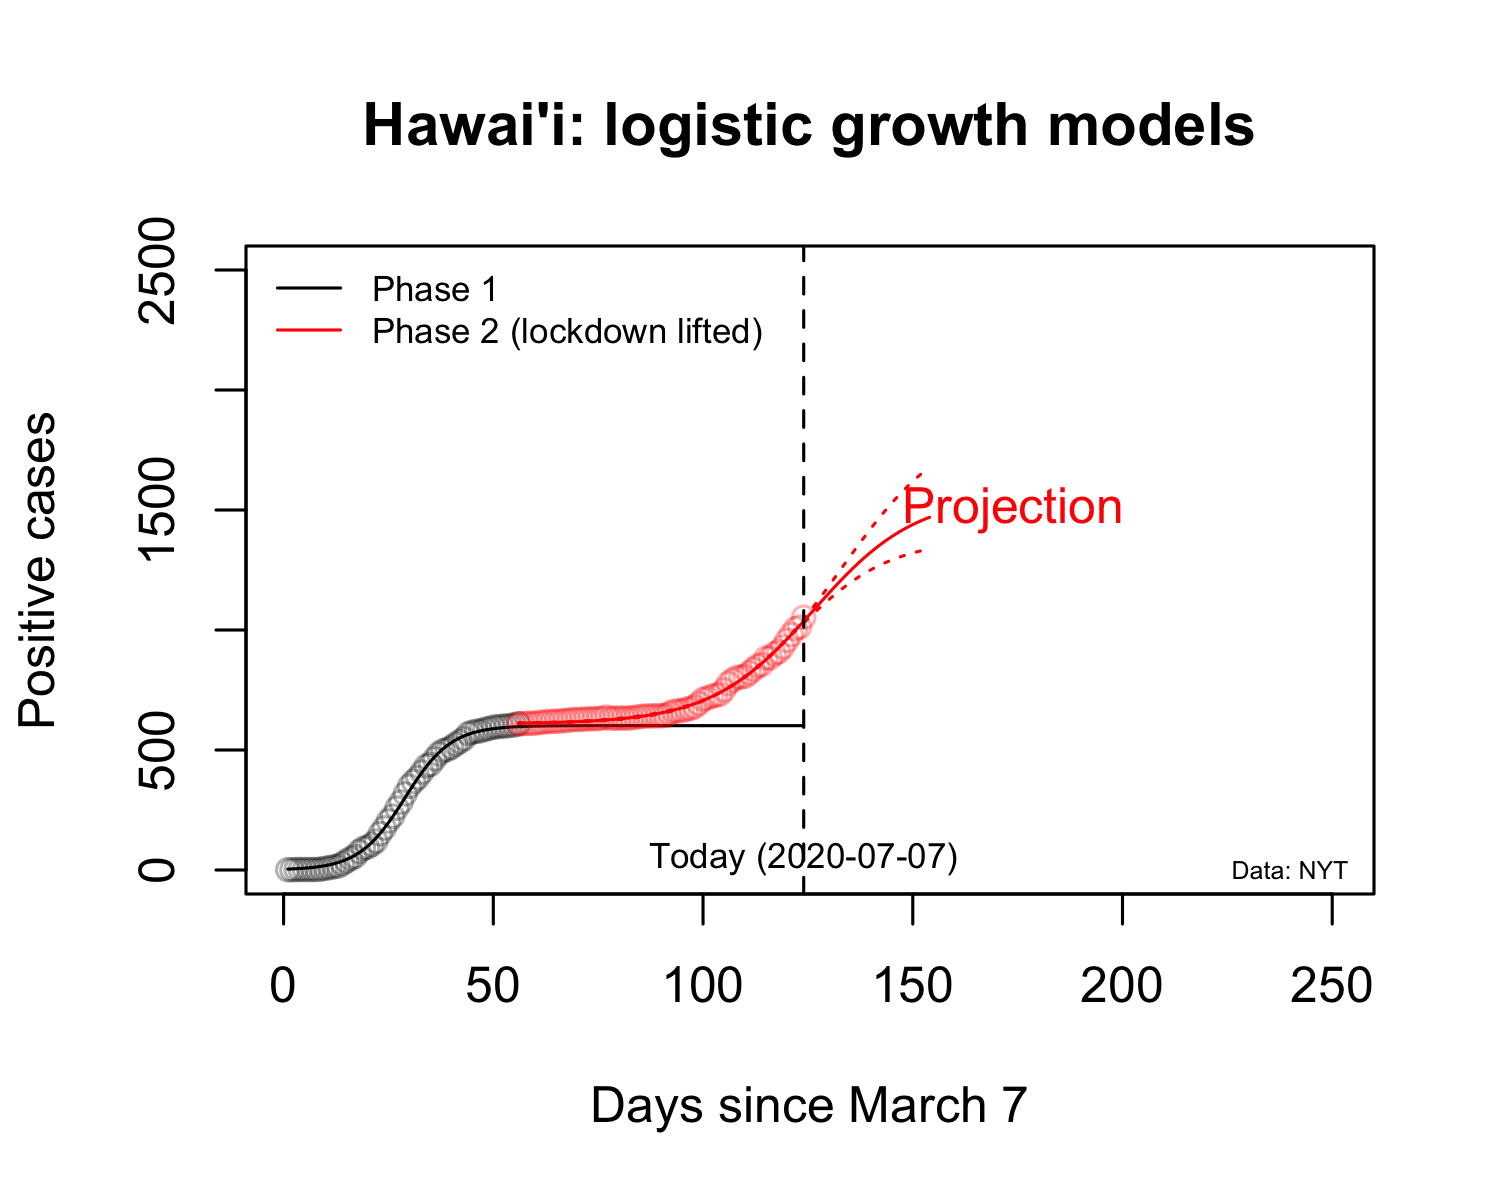 Hawai'i: logistic growth models
Phase 1
Phase 2 (lockdown lifted)
Positive cases
2500
1500
500
0
Projection
Today (2020-07-07)
Data: NYT
0 50 100 150 200 250
Days since March 7